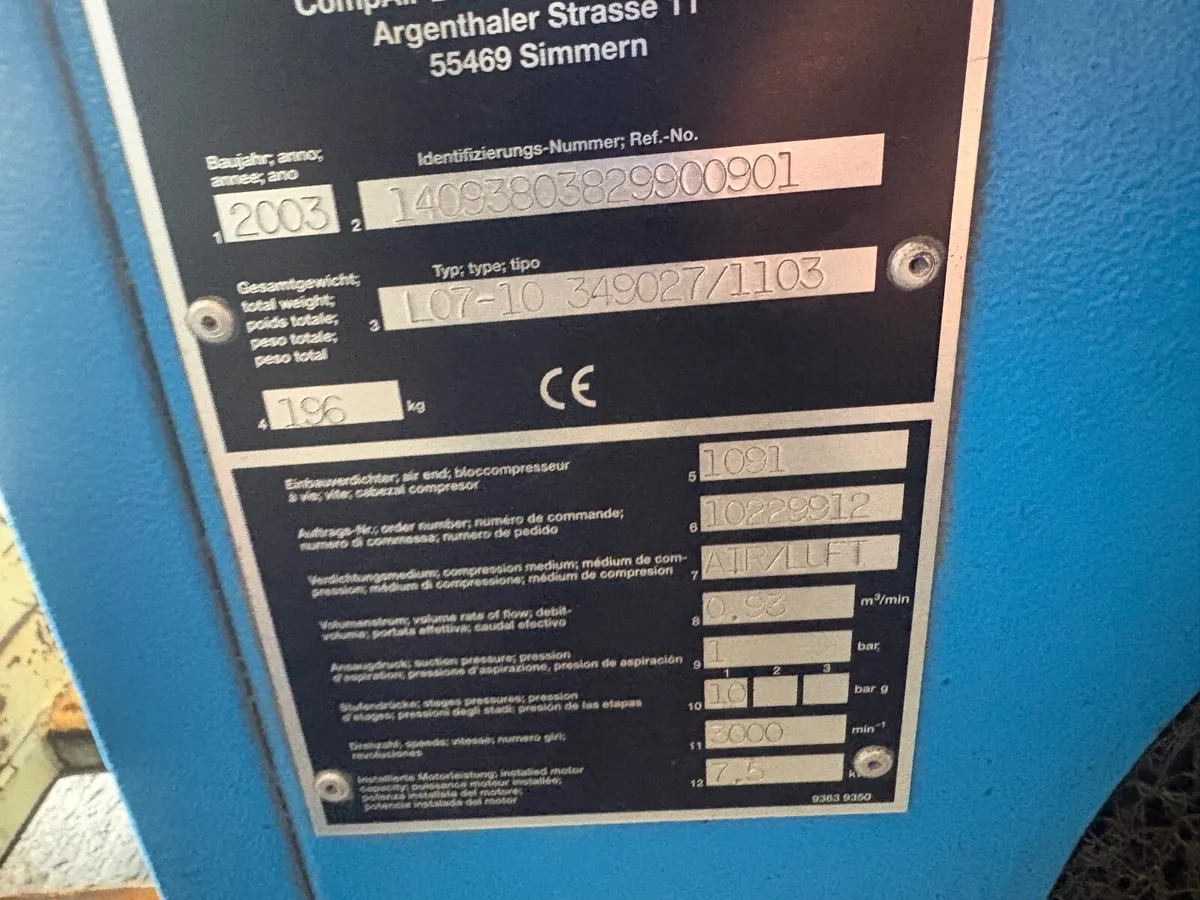 CompAir
Argenthaler Strasse 11
55469 Simmern
Baujahr; anno;
annee; ano
1 2003
Identifizierungs-Nummer; Ref.-No.
2 14093803829900901
Gesamtgewicht;
total weight;
poids totale;
peso totale;
peso total
4 196 kg
Typ; type; tipo
3 L07-10 349027/1103
CE
Einbauverdichter; air end; bloccompresseur
à vis; vite; cabezal compresor
5 1091
Auftrags-Nr.; order number; numéro de commande;
numero di commessa; numero de pedido
6 10229912
Verdichtungsmedium; compression medium; médium de com-
pression; médium di compressione; médium de compresion
7 AIR/LUFT
Volumenstrom; volume rate of flow; debit-
volume; portata effettiva; caudal efectivo
8 0,93 m³/min
Ansaugdruck; suction pressure; pression
d'aspiration; pressione d'aspirazione, presion de aspiración
9 1 bar,
1 2 3
Stufendrücke; stages pressures; pression
d'etages; pressioni degli stadi; presión de las etapas
10 10 bar g
Drehzahl; speeds; vitesse; numero giri;
revoluciones
11 3000 min⁻¹
Installierte Motorleistung; installed motor
capacity; puissance moteur installée;
potenza installata del motore;
potencia instalada del motor
12 7,5
9363 9350